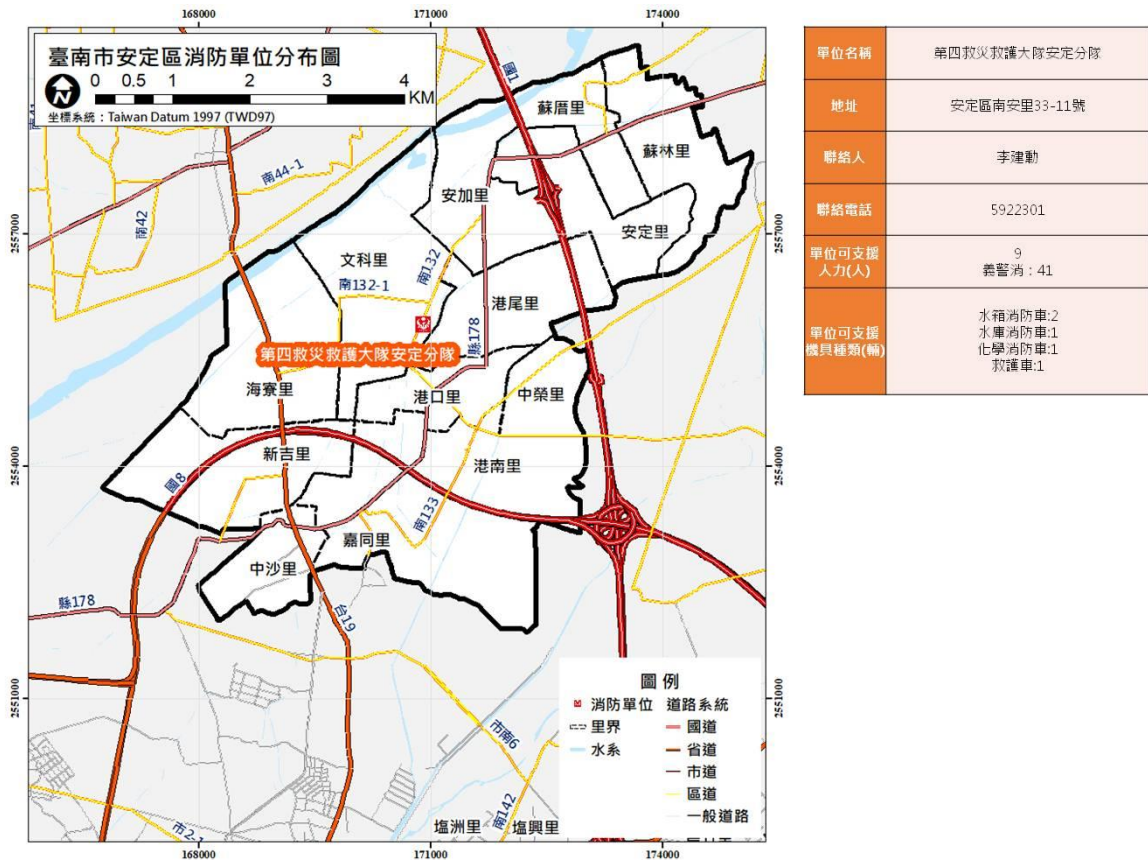 168000
171000
174000
臺南市安定區消防單位分布圖
0 0.5 1 2 3 4
KM
N
坐標系統：Taiwan Datum 1997 (TWD97)
國1
蘇厝里
蘇林里
南44-1
南42
安加里
2557000
2557000
安定里
文科里
南132
南132-1
港尾里
縣178
第四救災救護大隊安定分隊
海寮里
港口里
中榮里
2554000
2554000
新吉里
港南里
國8
南133
嘉同里
中沙里
縣178
台19
2551000
2551000
市南6
南142
市2-1
塩洲里
塩興里
圖例
消防單位
里界
水系
道路系統
國道
省道
市道
區道
一般道路
168000
171000
174000
單位名稱
第四救災救護大隊安定分隊
地址
安定區南安里33-11號
聯絡人
李建勳
聯絡電話
5922301
單位可支援
人力(人)
9
義警消：41
單位可支援
機具種類(輛)
水箱消防車:2
水庫消防車:1
化學消防車:1
救護車:1